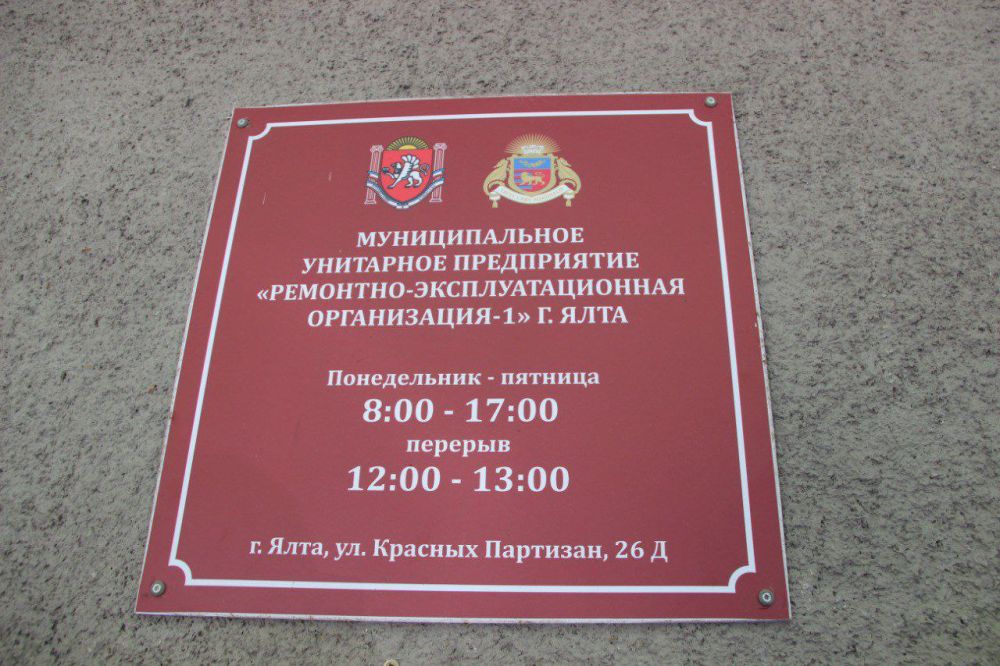 МУНИЦИПАЛЬНОЕ
УНИТАРНОЕ ПРЕДПРИЯТИЕ
«РЕМОНТНО-ЭКСПЛУАТАЦИОННАЯ
ОРГАНИЗАЦИЯ-1» Г. ЯЛТА
Понедельник - пятница
8:00 - 17:00
перерыв
12:00 - 13:00
г. Ялта, ул. Красных Партизан, 26 Д